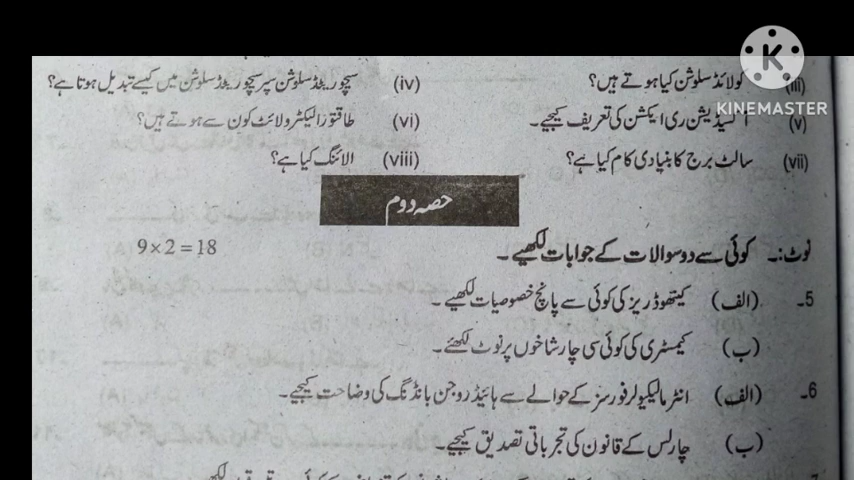 KINEMASTER
(iii) کولائڈ سلوشن کیا ہوتے ہیں؟ (iv) سچوریٹڈ سلوشن سپر سچوریٹڈ سلوشن میں کیسے تبدیل ہوتا ہے؟
(v) آکسیڈیشن ری ایکشن کی تعریف کیجیے۔ (vi) طاقتور الیکٹرولائٹ کون سے ہوتے ہیں؟
(vii) سالٹ برج کا بنیادی کام کیا ہے؟ (viii) الائنگ کیا ہے؟
حصہ دوم
نوٹ:۔ کوئی سے دو سوالات کے جوابات لکھیے۔ 9×2=18
5۔ (الف) کیتھوڈ ریز کی کوئی سے پانچ خصوصیات لکھیے۔
(ب) کیمسٹری کی کوئی سی چار شاخوں پر نوٹ لکھئے۔
6۔ (الف) انٹر مالیکیولر فورسز کے حوالے سے ہائیڈروجن بانڈنگ کی وضاحت کیجیے۔
(ب) چارلس کے قانون کی تجرباتی تصدیق کیجیے۔